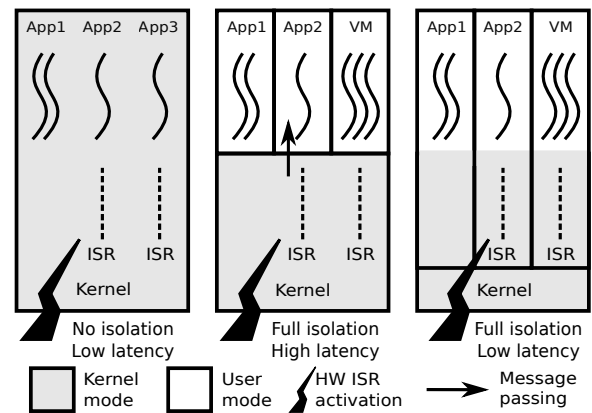 App1 App2 App3
ISR ISR
Kernel
No isolation
Low latency
App1 App2 VM
ISR ISR
Kernel
Full isolation
High latency
App1 App2 VM
ISR ISR
Kernel
Full isolation
Low latency
Kernel
mode
User
mode
HW ISR
activation
Message
passing